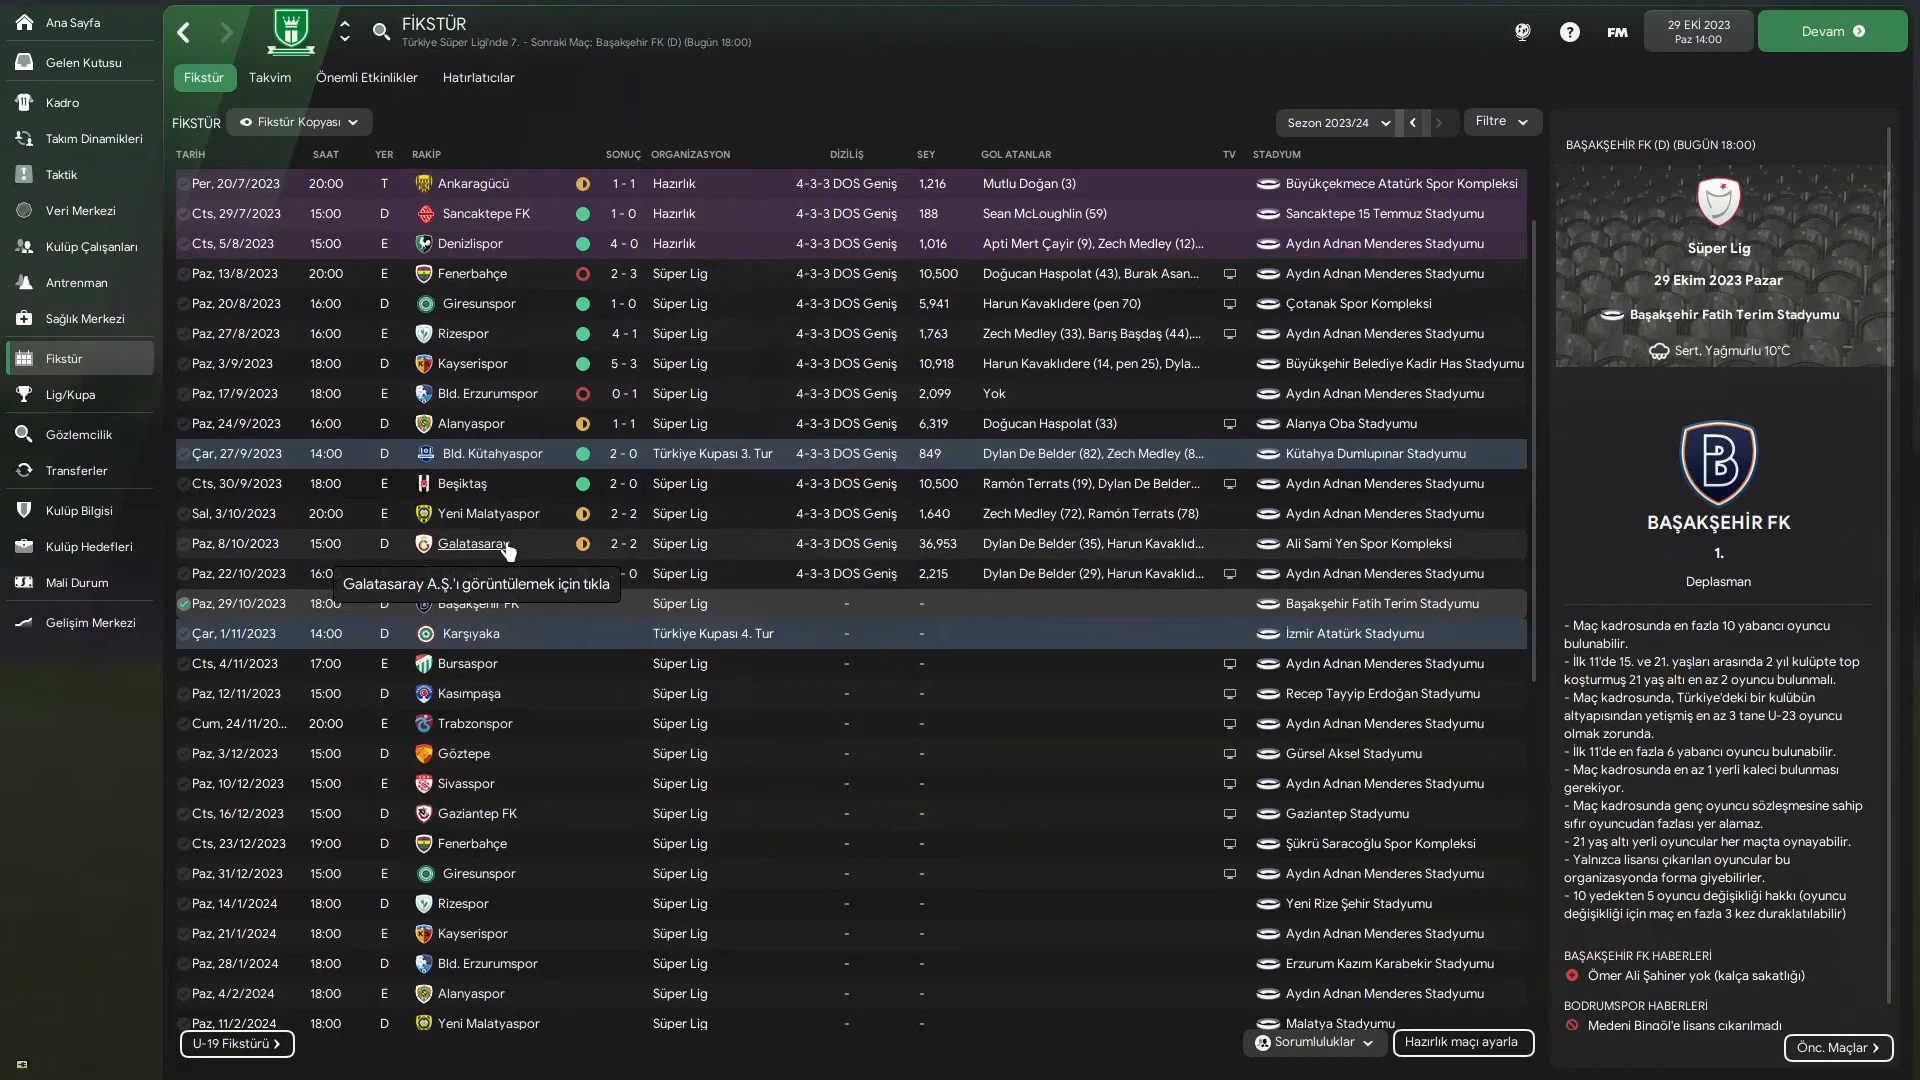 Ana Sayfa
Gelen Kutusu
Kadro
Takım Dinamikleri
Taktik
Veri Merkezi
Kulüp Çalışanları
Antrenman
Sağlık Merkezi
Fikstür
Lig/Kupa
Gözlemcilik
Transferler
Kulüp Bilgisi
Kulüp Hedefleri
Mali Durum
Gelişim Merkezi
FİKSTÜR
Türkiye Süper Ligi'nde 7. - Sonraki Maç: Başakşehir FK (D) (Bugün 18:00)
FM
29 EKİ 2023
Paz 14:00
Devam
Fikstür Takvim Önemli Etkinlikler Hatırlatıcılar
FİKSTÜR Fikstür Kopyası Sezon 2023/24 Filtre
TARİH SAAT YER RAKİP SONUÇ ORGANİZASYON DİZİLİŞ SEY GOL ATANLAR TV STADYUM
Per, 20/7/2023 20:00 T Ankaragücü 1 - 1 Hazırlık 4-3-3 DOS Geniş 1,216 Mutlu Doğan (3) Büyükçekmece Atatürk Spor Kompleksi
Cts, 29/7/2023 15:00 D Sancaktepe FK 1 - 0 Hazırlık 4-3-3 DOS Geniş 188 Sean McLoughlin (59) Sancaktepe 15 Temmuz Stadyumu
Cts, 5/8/2023 15:00 E Denizlispor 4 - 0 Hazırlık 4-3-3 DOS Geniş 1,016 Apti Mert Çayir (9), Zech Medley (12)... Aydın Adnan Menderes Stadyumu
Paz, 13/8/2023 20:00 E Fenerbahçe 2 - 3 Süper Lig 4-3-3 DOS Geniş 10,500 Doğucan Haspolat (43), Burak Asan... Aydın Adnan Menderes Stadyumu
Paz, 20/8/2023 16:00 D Giresunspor 1 - 0 Süper Lig 4-3-3 DOS Geniş 5,941 Harun Kavaklıdere (pen 70) Çotanak Spor Kompleksi
Paz, 27/8/2023 16:00 E Rizespor 4 - 1 Süper Lig 4-3-3 DOS Geniş 1,763 Zech Medley (33), Barış Başdaş (44),... Aydın Adnan Menderes Stadyumu
Paz, 3/9/2023 18:00 D Kayserispor 5 - 3 Süper Lig 4-3-3 DOS Geniş 10,918 Harun Kavaklıdere (14, pen 25), Dyla... Büyükşehir Belediye Kadir Has Stadyumu
Paz, 17/9/2023 18:00 E Bld. Erzurumspor 0 - 1 Süper Lig 4-3-3 DOS Geniş 2,099 Yok Aydın Adnan Menderes Stadyumu
Paz, 24/9/2023 16:00 D Alanyaspor 1 - 1 Süper Lig 4-3-3 DOS Geniş 6,319 Doğucan Haspolat (33) Alanya Oba Stadyumu
Çar, 27/9/2023 14:00 D Bld. Kütahyaspor 2 - 0 Türkiye Kupası 3. Tur 4-3-3 DOS Geniş 849 Dylan De Belder (82), Zech Medley (8... Kütahya Dumlupınar Stadyumu
Cts, 30/9/2023 18:00 E Beşiktaş 2 - 0 Süper Lig 4-3-3 DOS Geniş 10,500 Ramón Terrats (19), Dylan De Belder... Aydın Adnan Menderes Stadyumu
Sal, 3/10/2023 20:00 E Yeni Malatyaspor 2 - 2 Süper Lig 4-3-3 DOS Geniş 1,640 Zech Medley (72), Ramón Terrats (78) Aydın Adnan Menderes Stadyumu
Paz, 8/10/2023 15:00 D Galatasaray 2 - 2 Süper Lig 4-3-3 DOS Geniş 36,953 Dylan De Belder (35), Harun Kavaklıd... Ali Sami Yen Spor Kompleksi
Paz, 22/10/2023 16:0 - 0 Süper Lig 4-3-3 DOS Geniş 2,215 Dylan De Belder (29), Harun Kavaklıd... Aydın Adnan Menderes Stadyumu
Galatasaray A.Ş.'ı görüntülemek için tıkla
Paz, 29/10/2023 18:00 D Başakşehir FK Süper Lig - - Başakşehir Fatih Terim Stadyumu
Çar, 1/11/2023 14:00 D Karşıyaka Türkiye Kupası 4. Tur - - İzmir Atatürk Stadyumu
Cts, 4/11/2023 17:00 E Bursaspor Süper Lig - - Aydın Adnan Menderes Stadyumu
Paz, 12/11/2023 15:00 D Kasımpaşa Süper Lig - - Recep Tayyip Erdoğan Stadyumu
Cum, 24/11/20... 20:00 E Trabzonspor Süper Lig - - Aydın Adnan Menderes Stadyumu
Paz, 3/12/2023 15:00 D Göztepe Süper Lig - - Gürsel Aksel Stadyumu
Paz, 10/12/2023 15:00 E Sivasspor Süper Lig - - Aydın Adnan Menderes Stadyumu
Cts, 16/12/2023 15:00 D Gaziantep FK Süper Lig - - Gaziantep Stadyumu
Cts, 23/12/2023 19:00 D Fenerbahçe Süper Lig - - Şükrü Saracoğlu Spor Kompleksi
Paz, 31/12/2023 15:00 E Giresunspor Süper Lig - - Aydın Adnan Menderes Stadyumu
Paz, 14/1/2024 18:00 D Rizespor Süper Lig - - Yeni Rize Şehir Stadyumu
Paz, 21/1/2024 18:00 E Kayserispor Süper Lig - - Aydın Adnan Menderes Stadyumu
Paz, 28/1/2024 18:00 D Bld. Erzurumspor Süper Lig - - Erzurum Kazım Karabekir Stadyumu
Paz, 4/2/2024 18:00 E Alanyaspor Süper Lig - - Aydın Adnan Menderes Stadyumu
Paz, 11/2/2024 18:00 D Yeni Malatyaspor Süper Lig - - Malatya Stadyumu
U-19 Fikstürü Sorumluluklar Hazırlık maçı ayarla
BAŞAKŞEHİR FK (D) (BUGÜN 18:00)
Süper Lig
29 Ekim 2023 Pazar
Başakşehir Fatih Terim Stadyumu
Sert, Yağmurlu 10°C
BAŞAKŞEHİR FK
1.
Deplasman
- Maç kadrosunda en fazla 10 yabancı oyuncu
bulunabilir.
- İlk 11'de 15. ve 21. yaşları arasında 2 yıl kulüpte top
koşturmuş 21 yaş altı en az 2 oyuncu bulunmalı.
- Maç kadrosunda, Türkiye'deki bir kulübün
altyapısından yetişmiş en az 3 tane U-23 oyuncu
olmak zorunda.
- İlk 11'de en fazla 6 yabancı oyuncu bulunabilir.
- Maç kadrosunda en az 1 yerli kaleci bulunması
gerekiyor.
- Maç kadrosunda genç oyuncu sözleşmesine sahip
sıfır oyuncudan fazlası yer alamaz.
- 21 yaş altı yerli oyuncular her maçta oynayabilir.
- Yalnızca lisansı çıkarılan oyuncular bu
organizasyonda forma giyebilirler.
- 10 yedekten 5 oyuncu değişikliği hakkı (oyuncu
değişikliği için maç en fazla 3 kez duraklatılabilir)
BAŞAKŞEHİR FK HABERLERİ
Ömer Ali Şahiner yok (kalça sakatlığı)
BODRUMSPOR HABERLERİ
Medeni Bingöl'e lisans çıkarılmadı
Önc. Maçlar